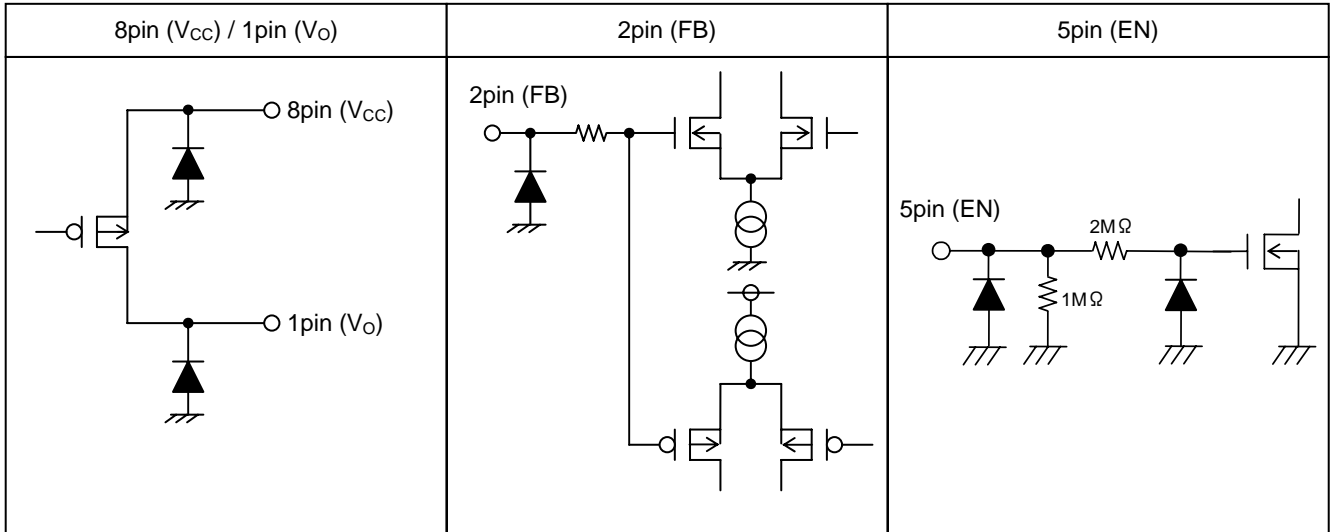 8pin (VCC) / 1pin (VO)
2pin (FB)
5pin (EN)
8pin (VCC)
1pin (VO)
2pin (FB)
5pin (EN)
2MΩ
1MΩ